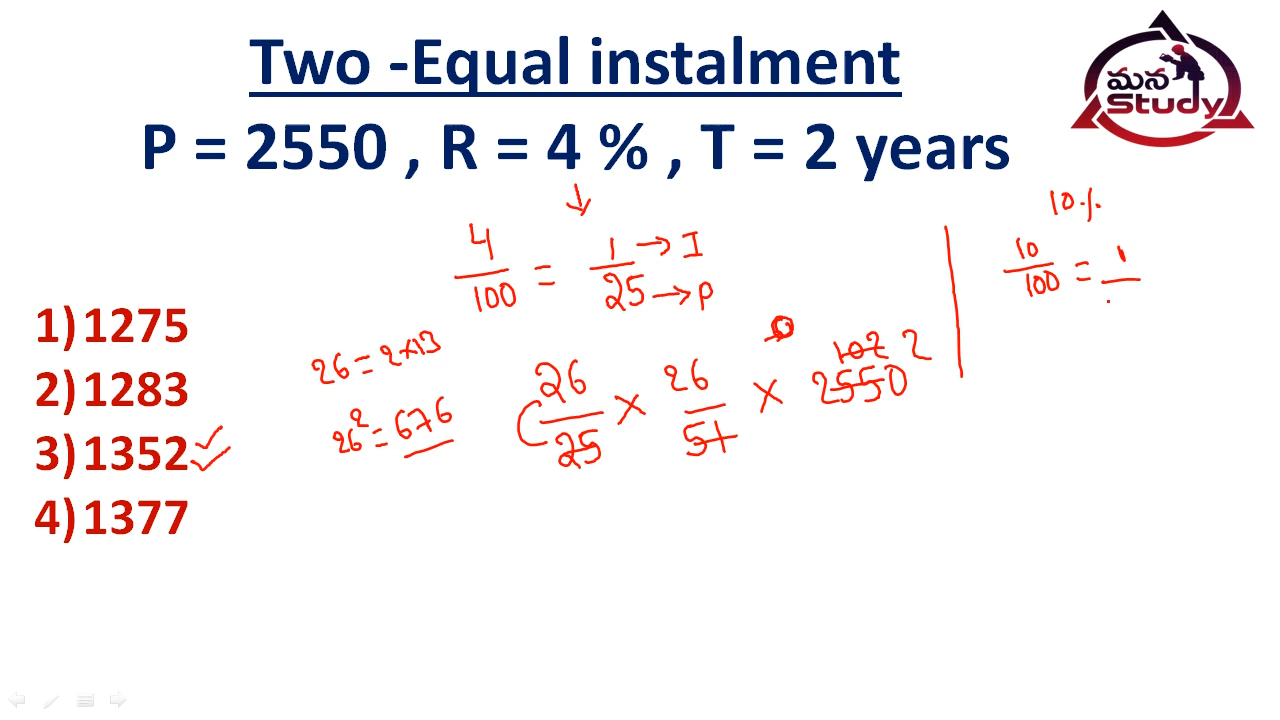 Two -Equal instalment
మన
Study
P = 2550 , R = 4 % , T = 2 years
10%
4/100 = 1/25 → I → P
10/100 = 1
1) 1275
2) 1283
3) 1352
4) 1377
26 = 2×13
26² = 676
26/25 × 26/51 × 2550
102 2